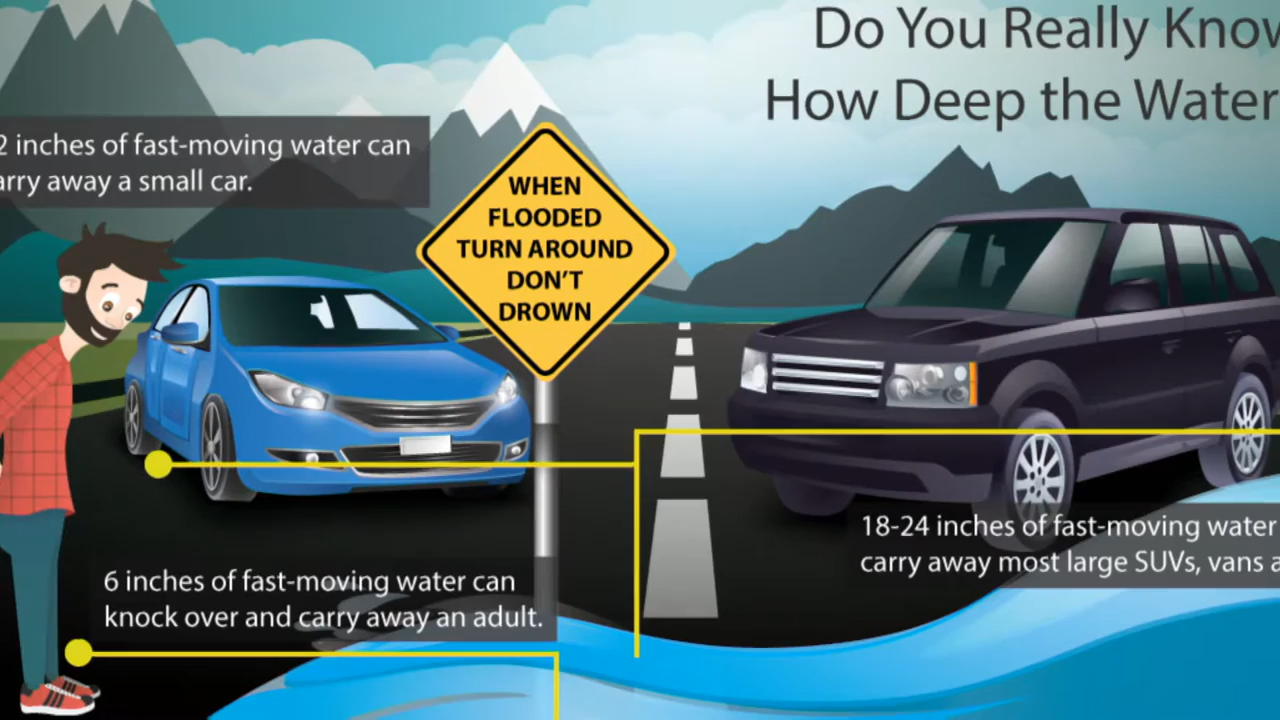 Do You Really Know
How Deep the Water
2 inches of fast-moving water can
arry away a small car.
WHEN
FLOODED
TURN AROUND
DON'T
DROWN
18-24 inches of fast-moving water
carry away most large SUVs, vans a
6 inches of fast-moving water can
knock over and carry away an adult.